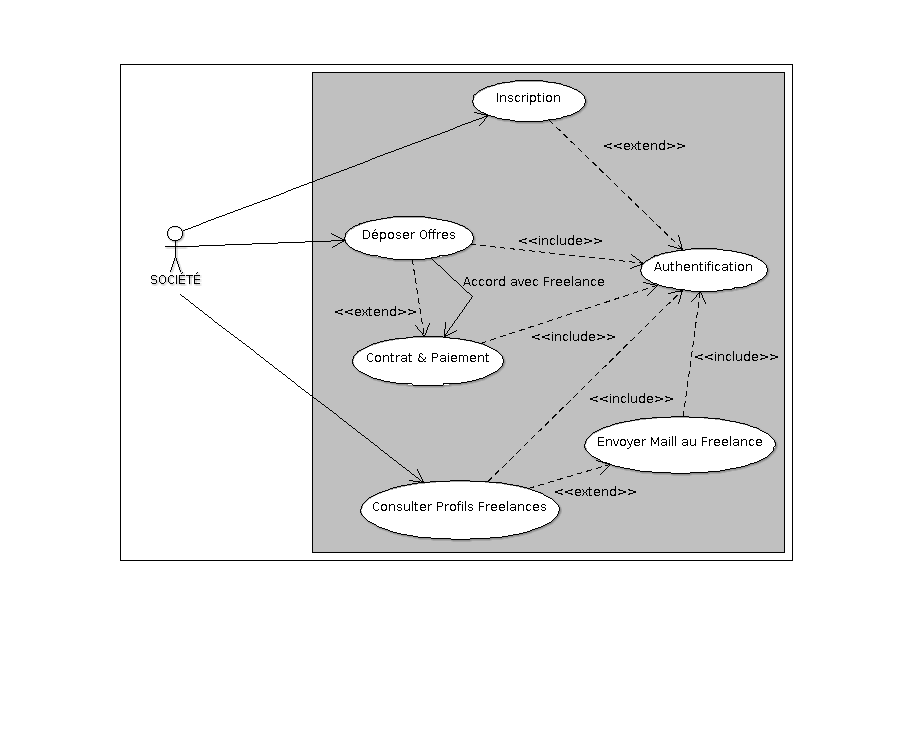 Inscription
<<extend>>
Déposer Offres
<<include>>
Authentification
SOCIÉTÉ
Accord avec Freelance
<<extend>>
<<include>>
Contrat & Paiement
<<include>>
<<include>>
Envoyer Maill au Freelance
<<extend>>
Consulter Profils Freelances